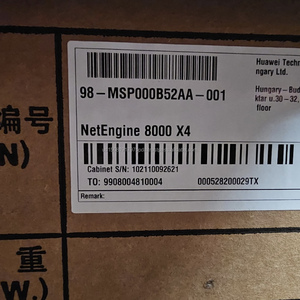 Huawei Techn
ngary Ltd.
98-MSP000B52AA-001
Hungary-Bud
ktar u.30-32,
floor
NetEngine 8000 X4
编号
N)
Cabinet S/N: 102110092621
TO: 9908004810004 000528200029TX
Remark:
重
W.)